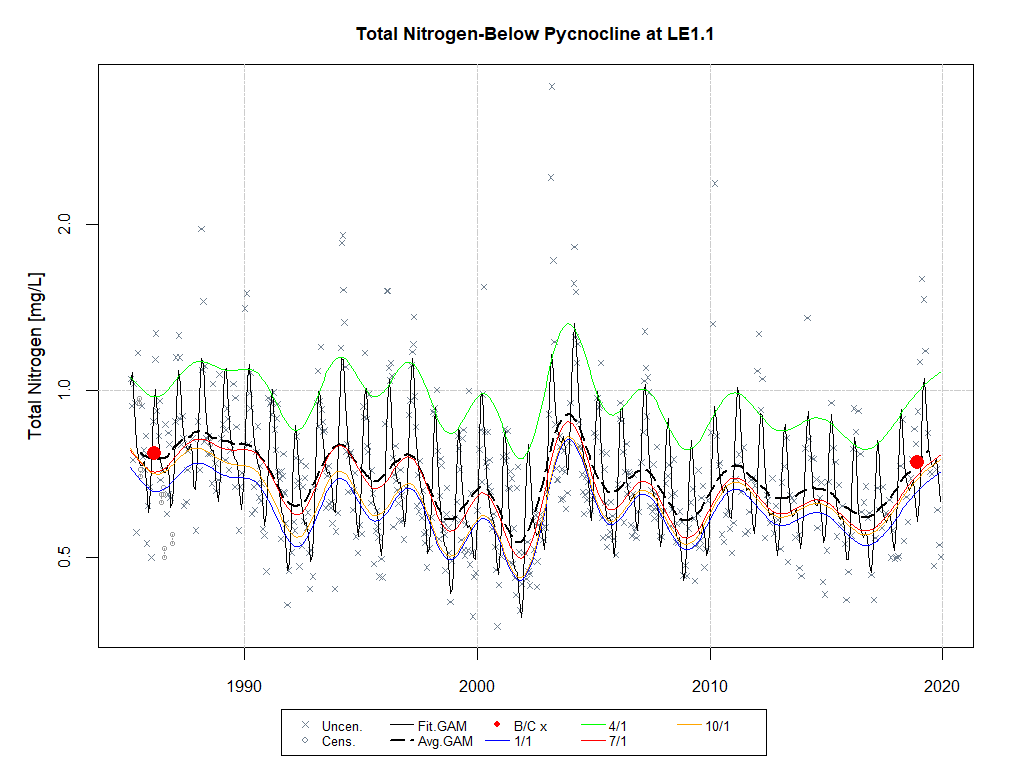 Total Nitrogen-Below Pycnocline at LE1.1
Total Nitrogen [mg/L]
2.0
1.0
0.5
1990 2000 2010 2020
Uncen. Fit.GAM B/C x 4/1 10/1
Cens. Avg.GAM 1/1 7/1